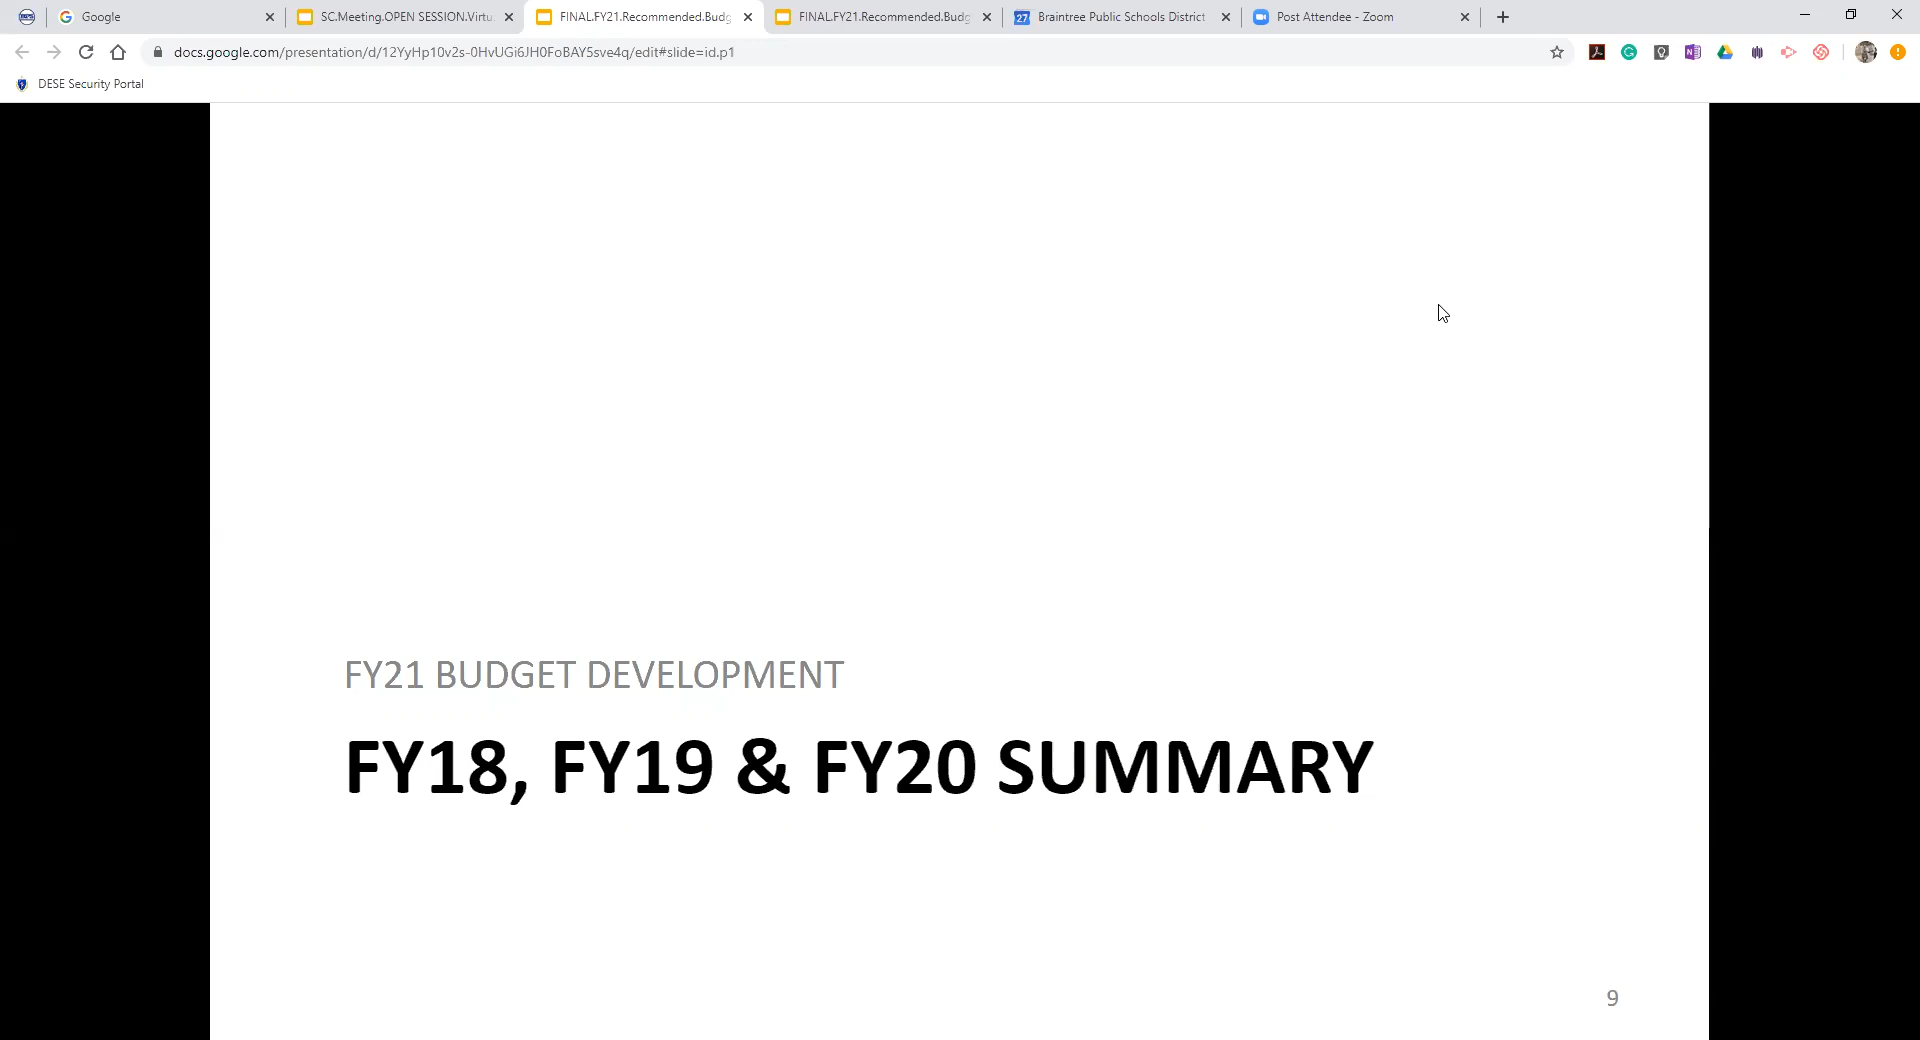 Google
SC.Meeting.OPEN SESSION.Virtu
FINAL.FY21.Recommended.Budg
FINAL.FY21.Recommended.Budg
27
Braintree Public Schools District
Post Attendee - Zoom
docs.google.com/presentation/d/12YyHp10v2s-0HvUGi6JH0FoBAY5sve4q/edit#slide=id.p1
DESE Security Portal
FY21 BUDGET DEVELOPMENT
FY18, FY19 & FY20 SUMMARY
9